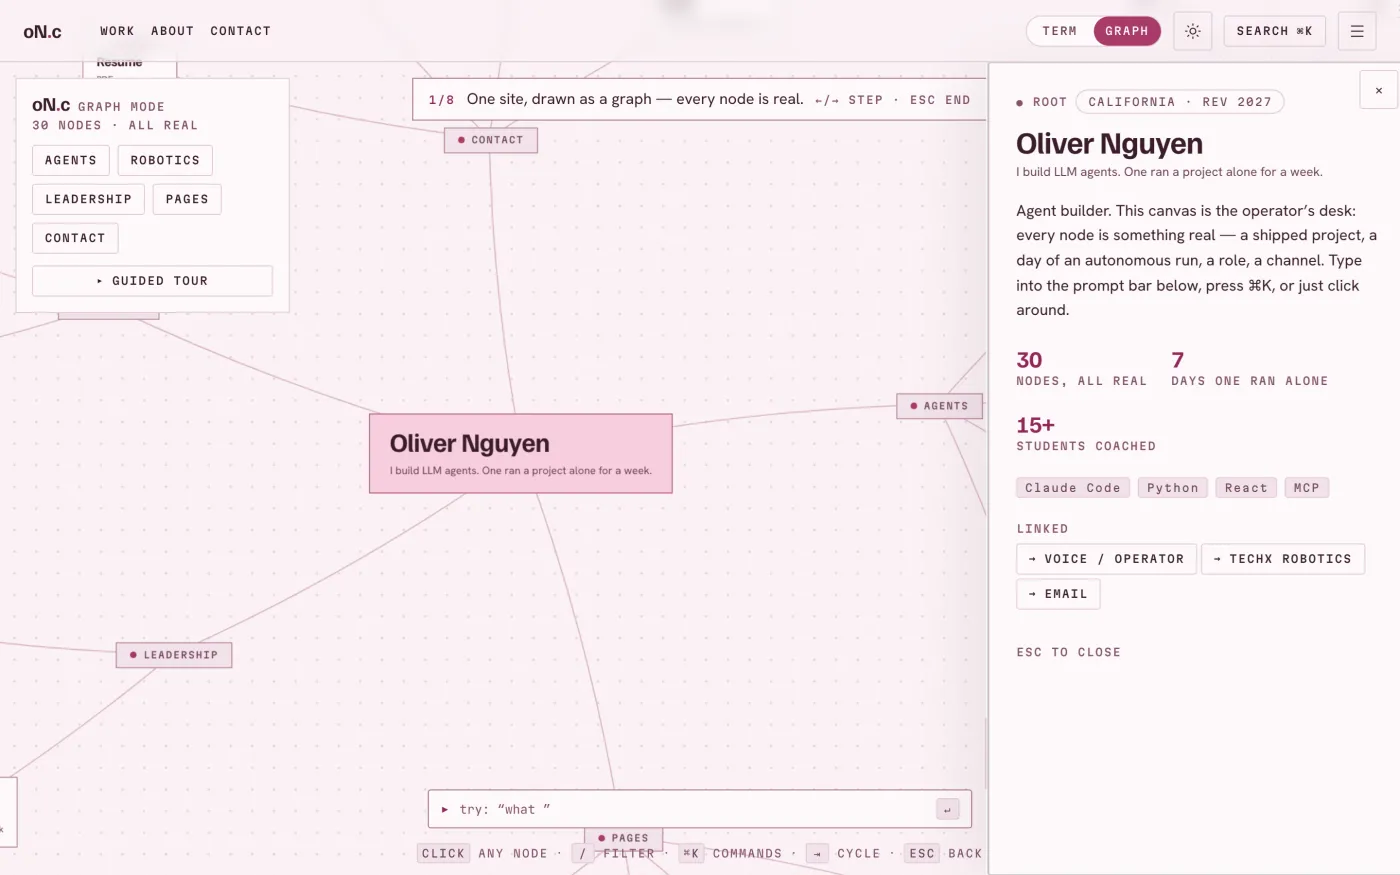 oN.c WORK ABOUT CONTACT TERM GRAPH SEARCH ⌘K
Resume
oN.c GRAPH MODE
30 NODES · ALL REAL
AGENTS ROBOTICS
LEADERSHIP PAGES
CONTACT
▸ GUIDED TOUR
1/8 One site, drawn as a graph — every node is real. ←/→ STEP · ESC END
CONTACT
AGENTS
Oliver Nguyen
I build LLM agents. One ran a project alone for a week.
LEADERSHIP
▸ try: “what ” ↵
PAGES
CLICK ANY NODE · / FILTER · ⌘K COMMANDS · ⇥ CYCLE · ESC BACK
×
ROOT CALIFORNIA · REV 2027
Oliver Nguyen
I build LLM agents. One ran a project alone for a week.
Agent builder. This canvas is the operator’s desk:
every node is something real — a shipped project, a
day of an autonomous run, a role, a channel. Type
into the prompt bar below, press ⌘K, or just click
around.
30 7
NODES, ALL REAL DAYS ONE RAN ALONE
15+
STUDENTS COACHED
Claude Code Python React MCP
LINKED
→ VOICE / OPERATOR → TECHX ROBOTICS
→ EMAIL
ESC TO CLOSE